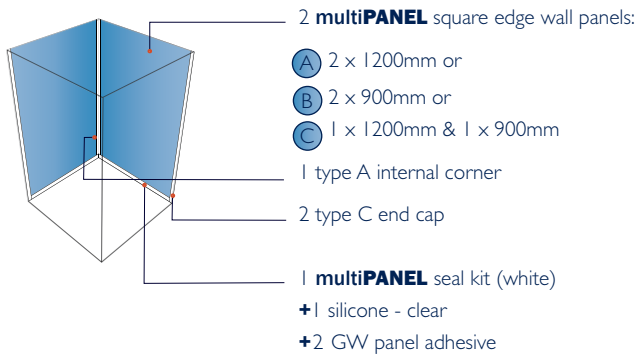 2 multiPANEL square edge wall panels:
A 2 x 1200mm or
B 2 x 900mm or
C 1 x 1200mm & 1 x 900mm
1 type A internal corner
2 type C end cap
1 multiPANEL seal kit (white)
+1 silicone - clear
+2 GW panel adhesive